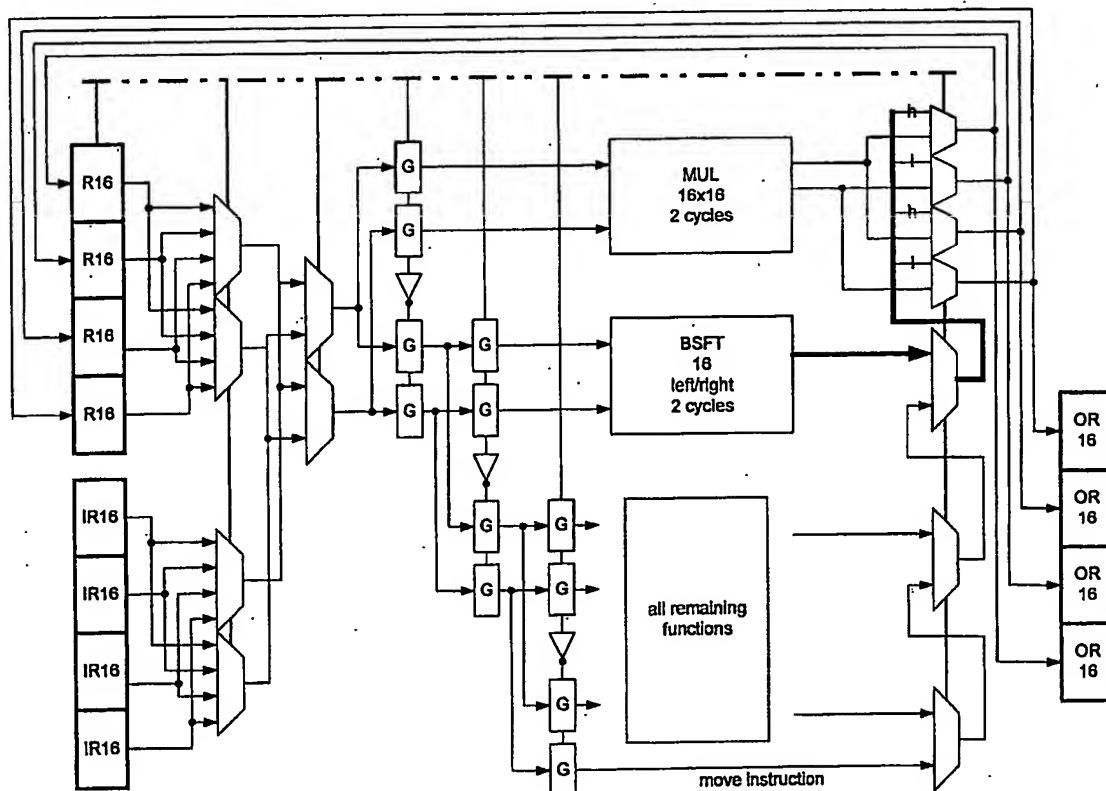 R16
R16
R16
R16
IR16
IR16
IR16
IR16
G
G
G
G
G
G
G
G
G
G
G
G
MUL
16x16
2 cycles
BSFT
16
left/right
2 cycles
all remaining
functions
move instruction
h
l
h
l
OR
16
OR
16
OR
16
OR
16